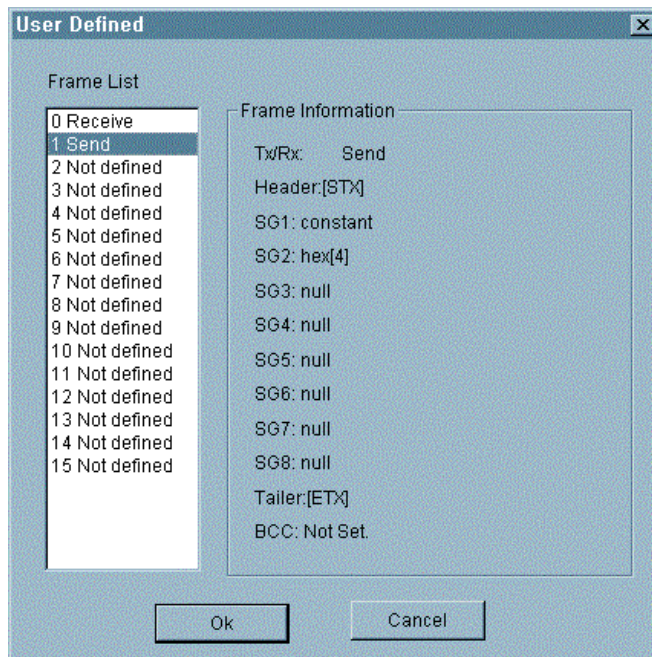 User Defined
Frame List
0 Receive
1 Send
2 Not defined
3 Not defined
4 Not defined
5 Not defined
6 Not defined
7 Not defined
8 Not defined
9 Not defined
10 Not defined
11 Not defined
12 Not defined
13 Not defined
14 Not defined
15 Not defined
Frame Information
Tx/Rx: Send
Header:[STX]
SG1: constant
SG2: hex[4]
SG3: null
SG4: null
SG5: null
SG6: null
SG7: null
SG8: null
Tailer:[ETX]
BCC: Not Set.
Ok
Cancel